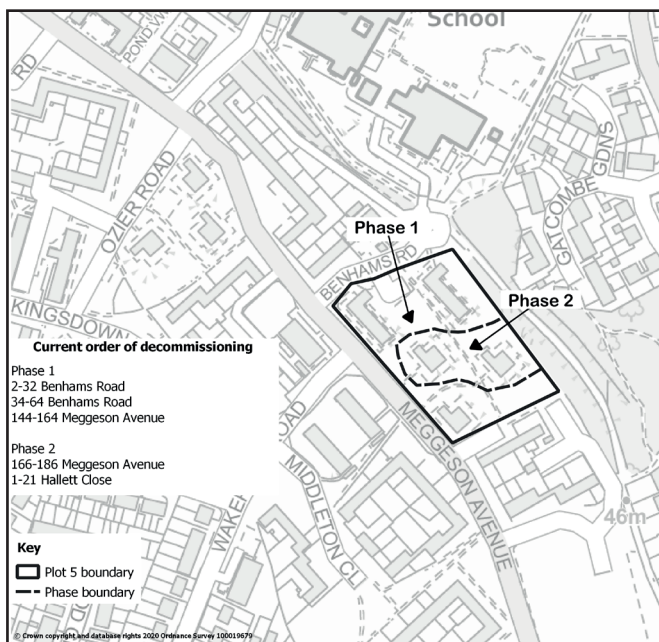 School
POND
RD
OZIER ROAD
GATCOMBE GDNS
Phase 1
BENHAMS RD
Phase 2
KINGSDOWN
Current order of decommissioning
Phase 1
2-32 Benhams Road
34-64 Benhams Road
144-164 Meggeson Avenue
Phase 2
166-186 Meggeson Avenue
1-21 Hallett Close
MEGGESON AVENUE
MIDDLETON CL
46m
Key
Plot 5 boundary
Phase boundary
© Crown copyright and database rights 2020 Ordnance Survey 100019679